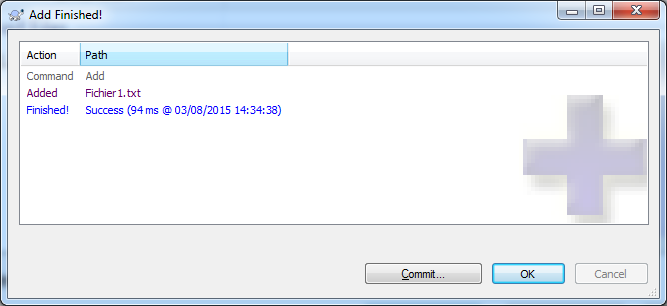 Add Finished!
Action Path
Command Add
Added Fichier1.txt
Finished! Success (94 ms @ 03/08/2015 14:34:38)
Commit... OK Cancel